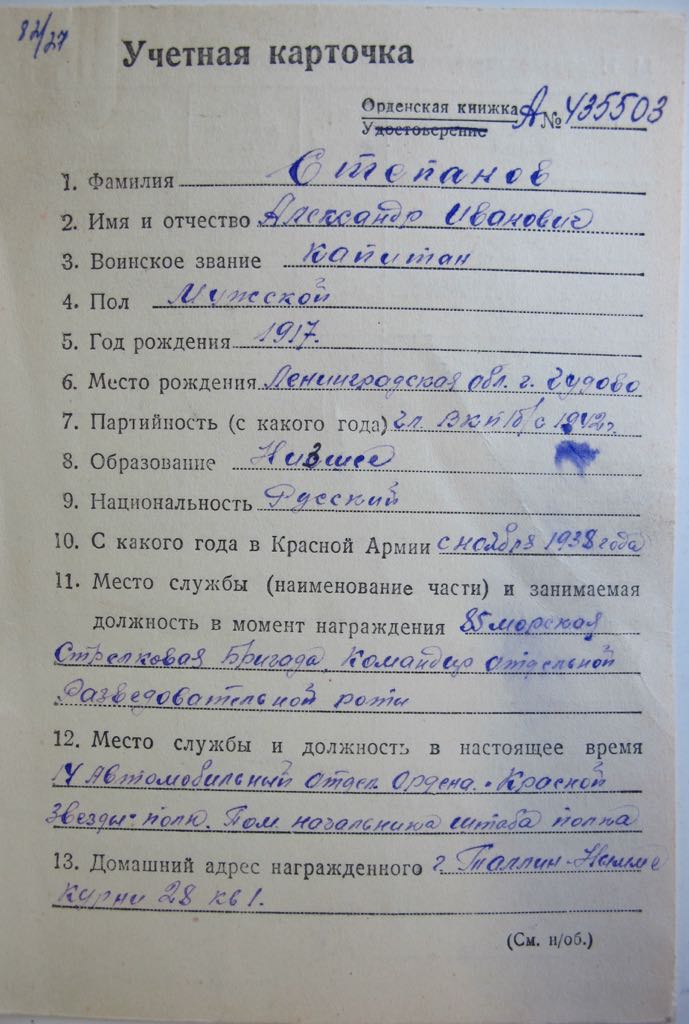 82/27
Учетная карточка
Орденская книжка
Удостоверение А № 435503
1. Фамилия Степанов
2. Имя и отчество Александр Иванович
3. Воинское звание капитан
4. Пол Мужской
5. Год рождения 1917.
6. Место рождения Ленинградская обл. г. Чудово
7. Партийность (с какого года) чл. ВКП/б/ с 1942 г.
8. Образование Низшее
9. Национальность Русский
10. С какого года в Красной Армии с ноября 1938 года
11. Место службы (наименование части) и занимаемая
должность в момент награждения 85 морская
Стрелковая Бригада, Командир отдельной
Разведовательной роты
12. Место службы и должность в настоящее время
14 Автомобильный отдел. Ордена "Красной
Звезды" полк. Пом. начальника штаба полка
13. Домашний адрес награжденного г. Таллин-Нымме
Курни 28 кв 1.
(См. н/об.)